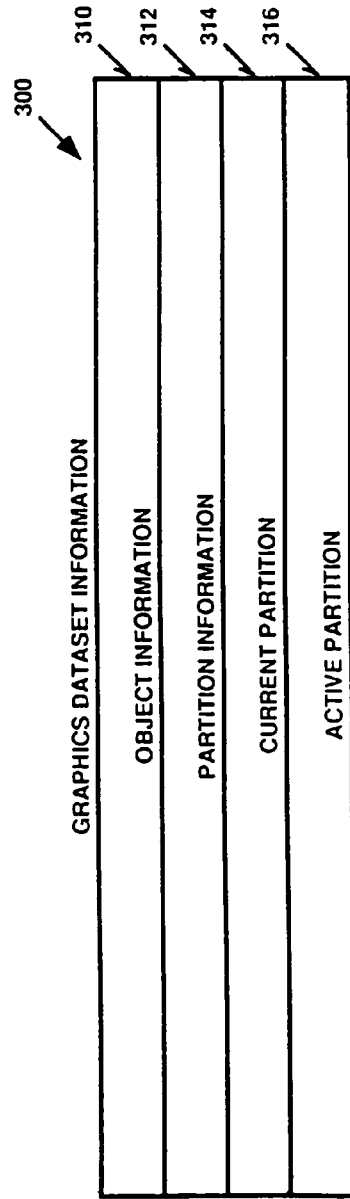 300
GRAPHICS DATASET INFORMATION
OBJECT INFORMATION 310
PARTITION INFORMATION 312
CURRENT PARTITION 314
ACTIVE PARTITION 316